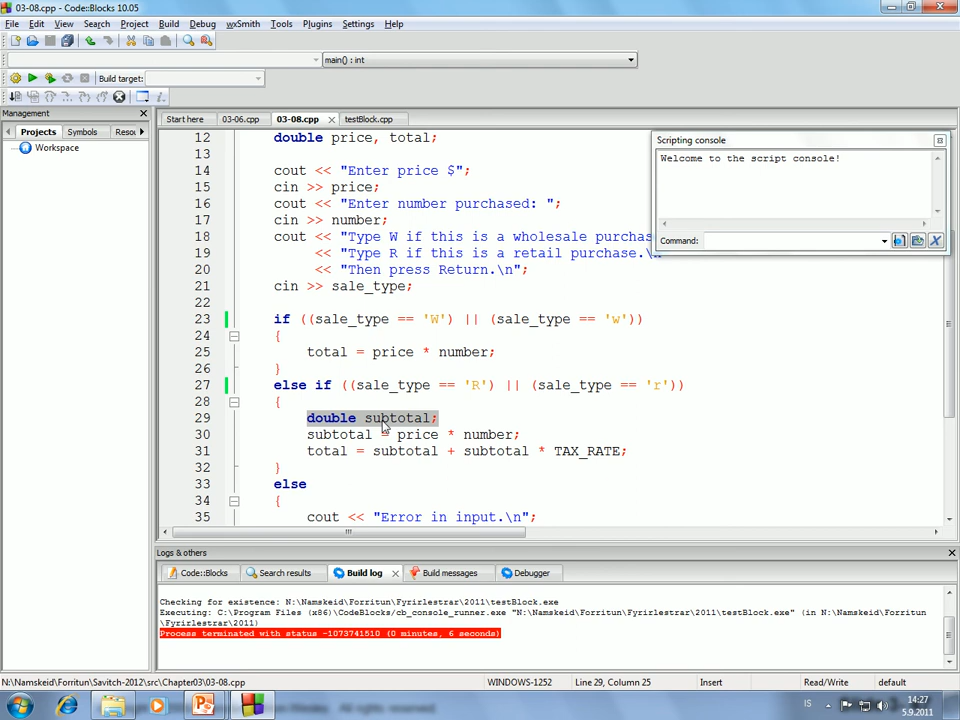 03-08.cpp - Code::Blocks 10.05
File Edit View Search Project Build Debug wxSmith Tools Plugins Settings Help
main() : int
Build target:
Management
Start here 03-06.cpp 03-08.cpp testBlock.cpp
Projects Symbols Resou
Workspace
12 double price, total;
13
14 cout << "Enter price $";
15 cin >> price;
16 cout << "Enter number purchased: ";
17 cin >> number;
18 cout << "Type W if this is a wholesale purchas
19 << "Type R if this is a retail purchase.\n
20 << "Then press Return.\n";
21 cin >> sale_type;
22
23 if ((sale_type == 'W') || (sale_type == 'w'))
24 {
25 total = price * number;
26 }
27 else if ((sale_type == 'R') || (sale_type == 'r'))
28 {
29 double subtotal;
30 subtotal = price * number;
31 total = subtotal + subtotal * TAX_RATE;
32 }
33 else
34 {
35 cout << "Error in input.\n";
Scripting console
Welcome to the script console!
Command:
Logs & others
Code::Blocks Search results Build log Build messages Debugger
Checking for existence: N:\Namskeid\Forritun\Fyrirlestrar\2011\testBlock.exe
Executing: C:\Program Files (x86)\CodeBlocks/cb_console_runner.exe "N:\Namskeid\Forritun\Fyrirlestrar\2011\testBlock.exe" (in N:\Namskeid\Forritun
\Fyrirlestrar\2011)
Process terminated with status -1073741510 (0 minutes, 6 seconds)
N:\Namskeid\Forritun\Savitch-2012\src\Chapter03\03-08.cpp WINDOWS-1252 Line 29, Column 25 Insert Read/Write default
IS 14:27
5.9.2011